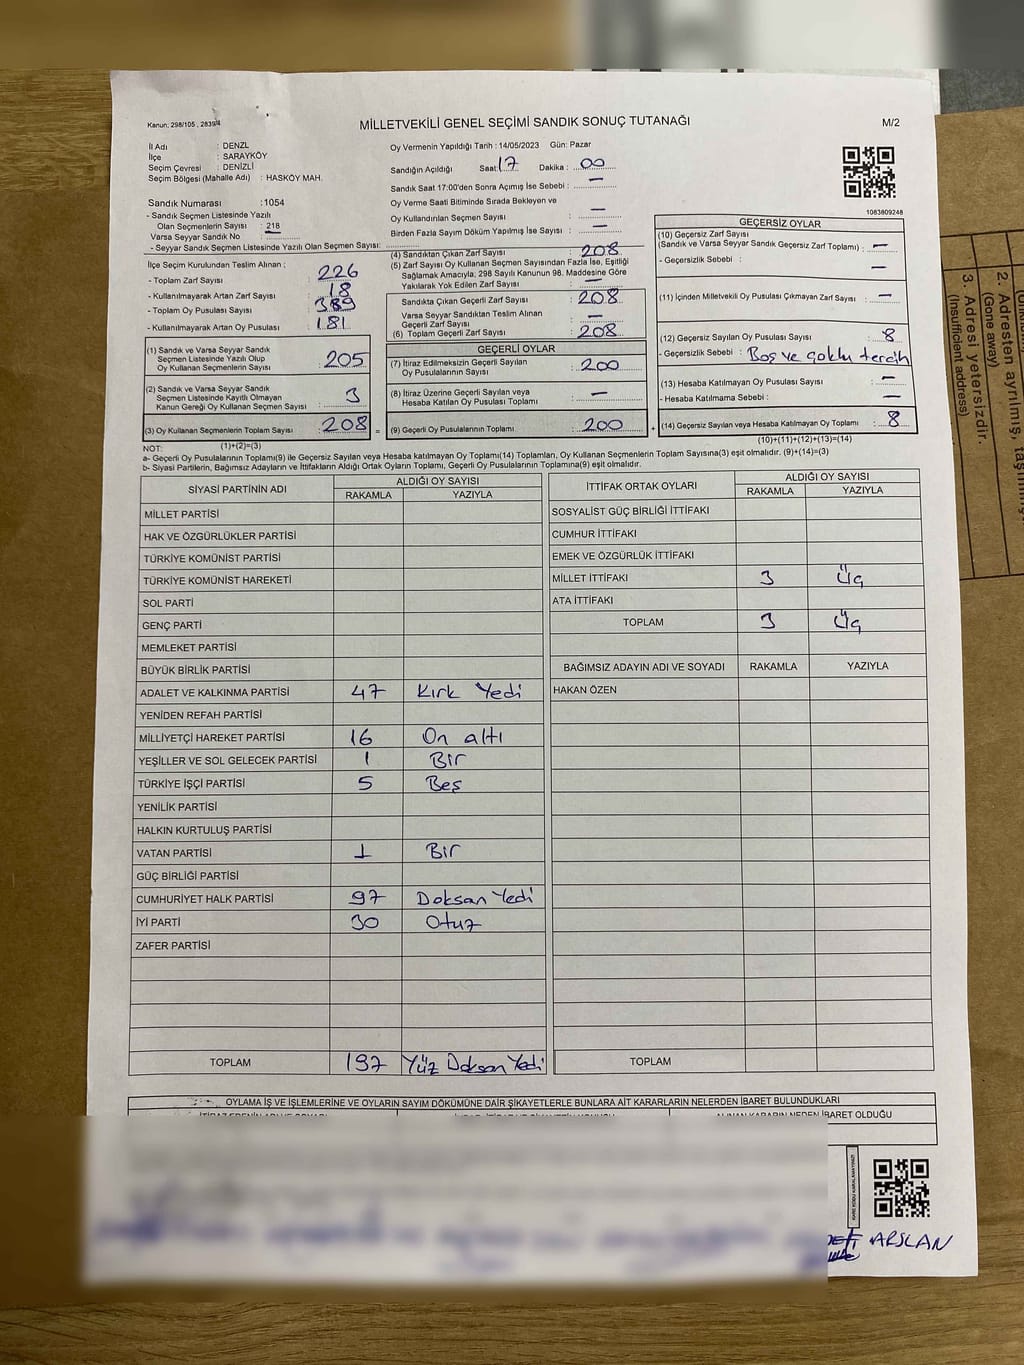 Kanun, 298/105 , 2839/4
MİLLETVEKİLİ GENEL SEÇİMİ SANDIK SONUÇ TUTANAĞI
M/2
İl Adı : DENZL
İlçe : SARAYKÖY
Seçim Çevresi : DENİZLİ
Seçim Bölgesi (Mahalle Adı) : HASKÖY MAH.
Sandık Numarası : 1054
- Sandık Seçmen Listesinde Yazılı
Olan Seçmenlerin Sayısı : 218
Varsa Seyyar Sandık No :
- Seyyar Sandık Seçmen Listesinde Yazılı Olan Seçmen Sayısı:
Oy Vermenin Yapıldığı Tarih : 14/05/2023 Gün: Pazar
Sandığın Açıldığı Saat: 17 Dakika : 00
Sandık Saat 17:00'den Sonra Açımış İse Sebebi : —
Oy Verme Saati Bitiminde Sırada Bekleyen ve
Oy Kullandırılan Seçmen Sayısı : —
Birden Fazla Sayım Döküm Yapılmış İse Sayısı : —
1083809248
İlçe Seçim Kurulundan Teslim Alınan ;
- Toplam Zarf Sayısı : 226
- Kullanılmayarak Artan Zarf Sayısı : 18
- Toplam Oy Pusulası Sayısı : 389
- Kullanılmayarak Artan Oy Pusulası : 181
(1) Sandık ve Varsa Seyyar Sandık
Seçmen Listesinde Yazılı Olup
Oy Kullanan Seçmenlerin Sayısı : 205
(2) Sandık ve Varsa Seyyar Sandık
Seçmen Listesinde Kayıtlı Olmayan
Kanun Gereği Oy Kullanan Seçmen Sayısı : 3
(3) Oy Kullanan Seçmenlerin Toplam Sayısı : 208 =
(4) Sandıktan Çıkan Zarf Sayısı : 208
(5) Zarf Sayısı Oy Kullanan Seçmen Sayısından Fazla İse, Eşitliği
Sağlamak Amacıyla; 298 Sayılı Kanunun 98. Maddesine Göre
Yakılarak Yok Edilen Zarf Sayısı : —
Sandıkta Çıkan Geçerli Zarf Sayısı : 208
Varsa Seyyar Sandıktan Teslim Alınan
Geçerli Zarf Sayısı : —
(6) Toplam Geçerli Zarf Sayısı : 208
GEÇERLİ OYLAR
(7) İtiraz Edilmeksizin Geçerli Sayılan
Oy Pusulalarının Sayısı : 200
(8) İtiraz Üzerine Geçerli Sayılan veya
Hesaba Katılan Oy Pusulası Toplamı : —
(9) Geçerli Oy Pusulalarının Toplamı : 200 +
GEÇERSİZ OYLAR
(10) Geçersiz Zarf Sayısı
(Sandık ve Varsa Seyyar Sandık Geçersiz Zarf Toplamı) : —
- Geçersizlik Sebebi : —
(11) İçinden Milletvekili Oy Pusulası Çıkmayan Zarf Sayısı : —
(12) Geçersiz Sayılan Oy Pusulası Sayısı : 8
- Geçersizlik Sebebi : Boş ve çoklu tercih
(13) Hesaba Katılmayan Oy Pusulası Sayısı : —
- Hesaba Katılmama Sebebi : —
(14) Geçersiz Sayılan veya Hesaba Katılmayan Oy Toplamı : 8
NOT: (1)+(2)=(3)
(10)+(11)+(12)+(13)=(14)
a- Geçerli Oy Pusulalarının Toplamı(9) ile Geçersiz Sayılan veya Hesaba katılmayan Oy Toplamı(14) Toplamları, Oy Kullanan Seçmenlerin Toplam Sayısına(3) eşit olmalıdır. (9)+(14)=(3)
b- Siyasi Partilerin, Bağımsız Adayların ve İttifakların Aldığı Ortak Oyların Toplamı, Geçerli Oy Pusulalarının Toplamına(9) eşit olmalıdır.
SİYASİ PARTİNİN ADI ALDIĞI OY SAYISI
RAKAMLA YAZIYLA
MİLLET PARTİSİ
HAK VE ÖZGÜRLÜKLER PARTİSİ
TÜRKİYE KOMÜNİST PARTİSİ
TÜRKİYE KOMÜNİST HAREKETİ
SOL PARTİ
GENÇ PARTİ
MEMLEKET PARTİSİ
BÜYÜK BİRLİK PARTİSİ
ADALET VE KALKINMA PARTİSİ 47 Kırk Yedi
YENİDEN REFAH PARTİSİ
MİLLİYETÇİ HAREKET PARTİSİ 16 On altı
YEŞİLLER VE SOL GELECEK PARTİSİ 1 Bir
TÜRKİYE İŞÇİ PARTİSİ 5 Beş
YENİLİK PARTİSİ
HALKIN KURTULUŞ PARTİSİ
VATAN PARTİSİ 1 Bir
GÜÇ BİRLİĞİ PARTİSİ
CUMHURİYET HALK PARTİSİ 97 Doksan Yedi
İYİ PARTİ 30 Otuz
ZAFER PARTİSİ
TOPLAM 197 Yüz Doksan Yedi
İTTİFAK ORTAK OYLARI ALDIĞI OY SAYISI
RAKAMLA YAZIYLA
SOSYALİST GÜÇ BİRLİĞİ İTTİFAKI
CUMHUR İTTİFAKI
EMEK VE ÖZGÜRLÜK İTTİFAKI
MİLLET İTTİFAKI 3 Üç
ATA İTTİFAKI
TOPLAM 3 Üç
BAĞIMSIZ ADAYIN ADI VE SOYADI RAKAMLA YAZIYLA
HAKAN ÖZEN
TOPLAM
OYLAMA İŞ VE İŞLEMLERİNE VE OYLARIN SAYIM DÖKÜMÜNE DAİR ŞİKAYETLERLE BUNLARA AİT KARARLARIN NELERDEN İBARET BULUNDUKLARI
ALINAN KARARIN NEDEN İBARET OLDUĞU
ARSLAN
2. Adresten ayrılmış,
(Gone away)
3. Adresi yetersizdir.
(Insufficient address)